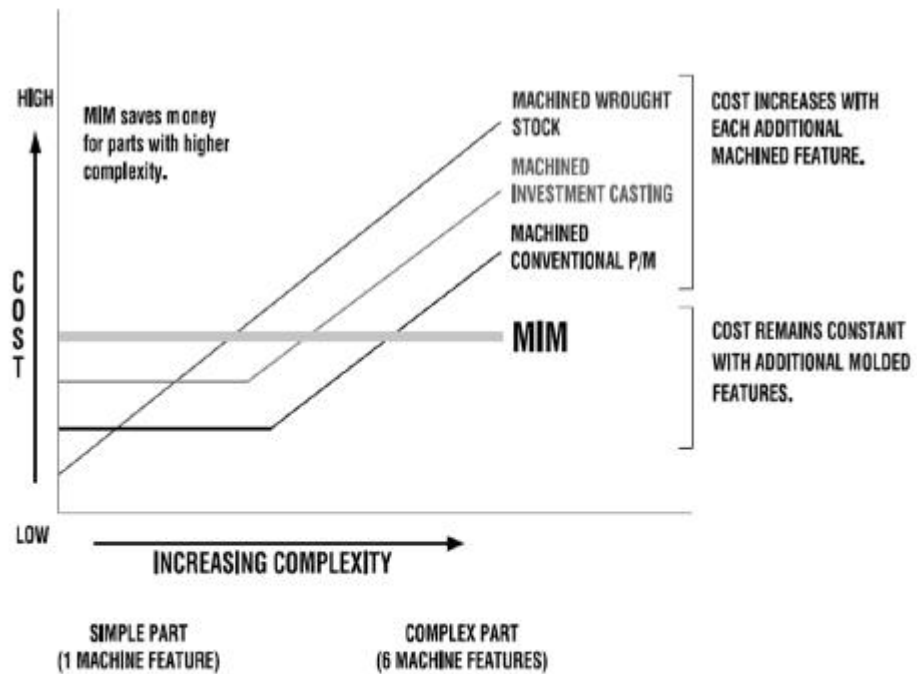 HIGH
MIM saves money
for parts with higher
complexity.
MACHINED WROUGHT
STOCK
COST INCREASES WITH
EACH ADDITIONAL
MACHINED FEATURE.
MACHINED
INVESTMENT CASTING
MACHINED
CONVENTIONAL P/M
COST
MIM
COST REMAINS CONSTANT
WITH ADDITIONAL MOLDED
FEATURES.
LOW
INCREASING COMPLEXITY
SIMPLE PART
(1 MACHINE FEATURE)
COMPLEX PART
(6 MACHINE FEATURES)